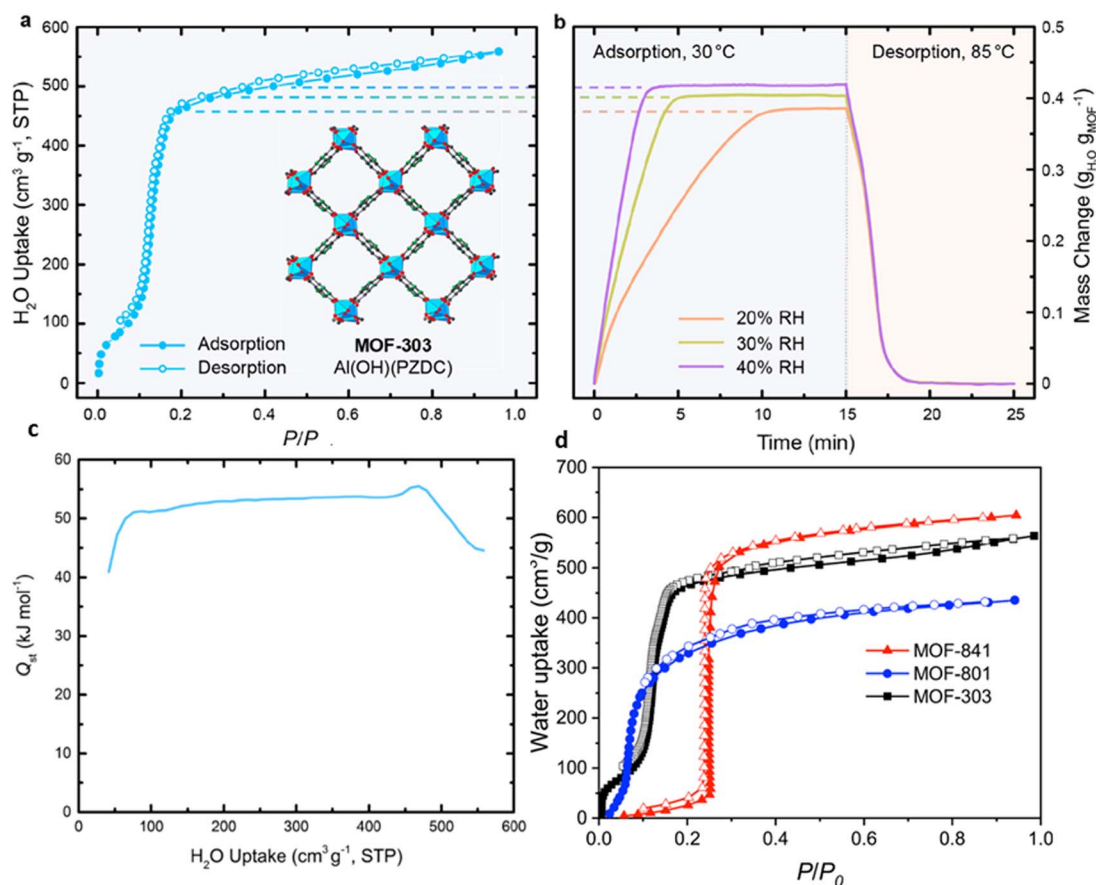 a
600
500
400
300
200
100
0
H₂O Uptake (cm³ g⁻¹, STP)
Adsorption
Desorption
MOF-303
Al(OH)(PZDC)
0.0 0.2 0.4 0.6 0.8 1.0
P/P
b
Adsorption, 30 °C
Desorption, 85 °C
0.5
0.4
0.3
0.2
0.1
0
Mass Change (g_H₂O g_MOF⁻¹)
20% RH
30% RH
40% RH
0 5 10 15 20 25
Time (min)
c
60
50
40
30
20
10
0
Qst (kJ mol⁻¹)
0 100 200 300 400 500 600
H₂O Uptake (cm³ g⁻¹, STP)
d
700
600
500
400
300
200
100
0
Water uptake (cm³/g)
MOF-841
MOF-801
MOF-303
0.0 0.2 0.4 0.6 0.8 1.0
P/P₀